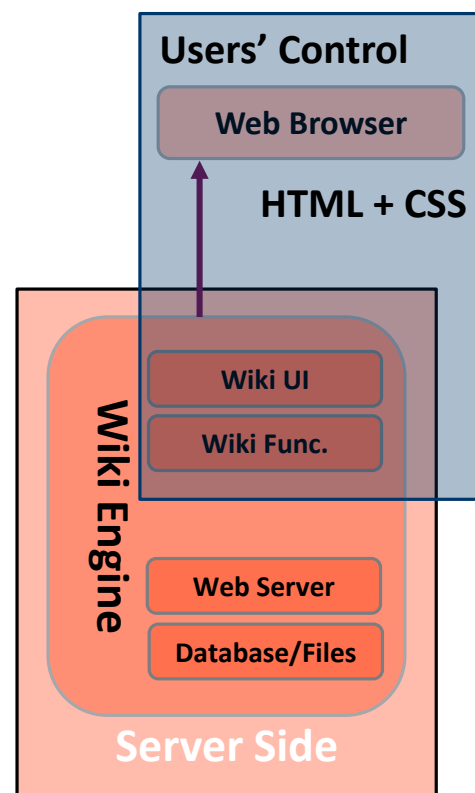 Users’ Control
Web Browser
HTML + CSS
Wiki Engine
Wiki UI
Wiki Func.
Web Server
Database/Files
Server Side